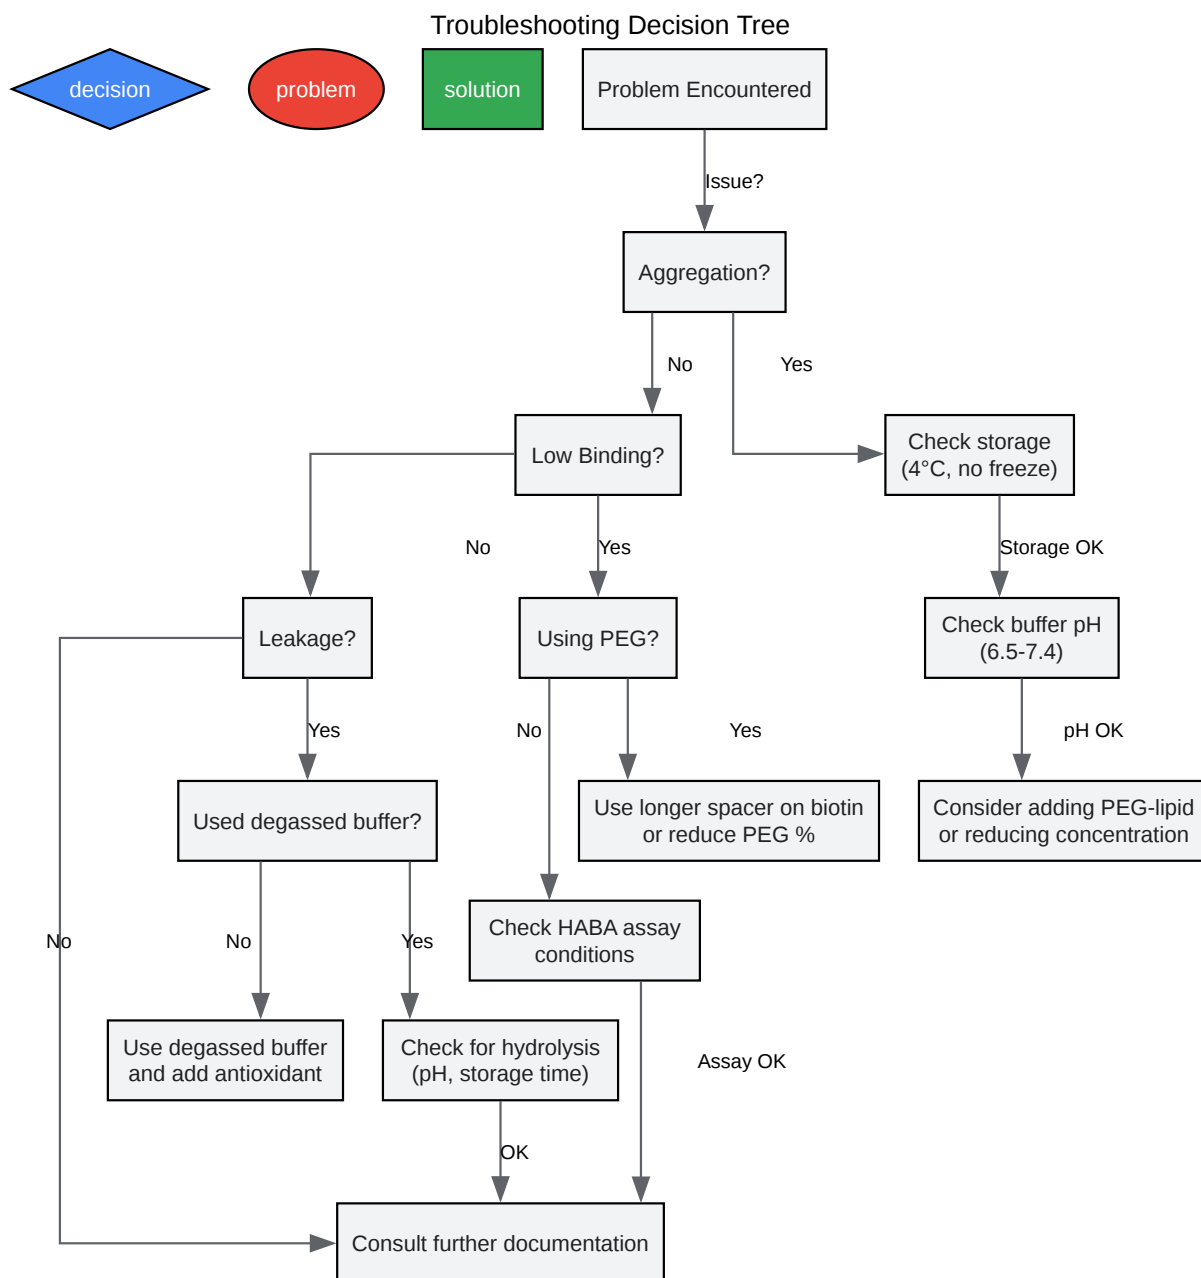 Troubleshooting Decision Tree
decision
problem
solution
Problem Encountered
Issue?
Aggregation?
No
Yes
Low Binding?
Check storage
(4°C, no freeze)
No
Yes
Storage OK
Leakage?
Using PEG?
Check buffer pH
(6.5-7.4)
Yes
No
Yes
pH OK
Used degassed buffer?
Use longer spacer on biotin
or reduce PEG %
Consider adding PEG-lipid
or reducing concentration
No
No
Yes
Check HABA assay
conditions
Use degassed buffer
and add antioxidant
Check for hydrolysis
(pH, storage time)
Assay OK
OK
Consult further documentation